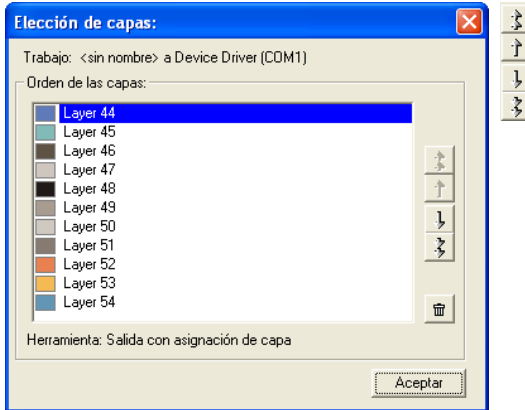 Elección de capas:
Trabajo: <sin nombre> a Device Driver (COM1)
Orden de las capas:
Layer 44
Layer 45
Layer 46
Layer 47
Layer 48
Layer 49
Layer 50
Layer 51
Layer 52
Layer 53
Layer 54
Herramienta: Salida con asignación de capa
Aceptar